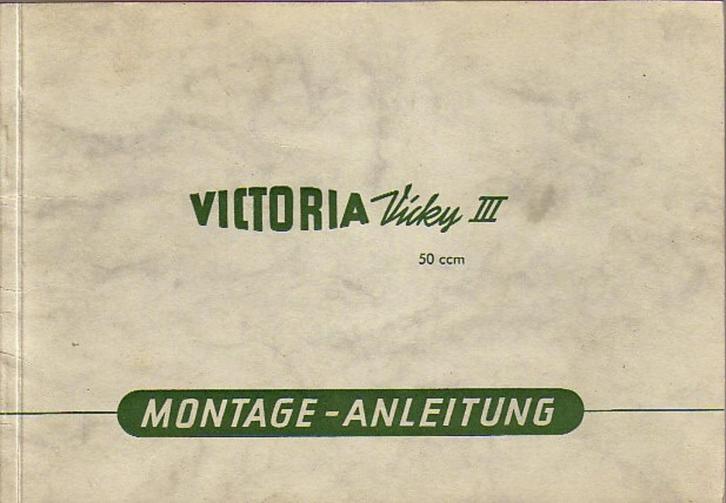 VICTORIA Vicky III
50 ccm
MONTAGE-ANLEITUNG